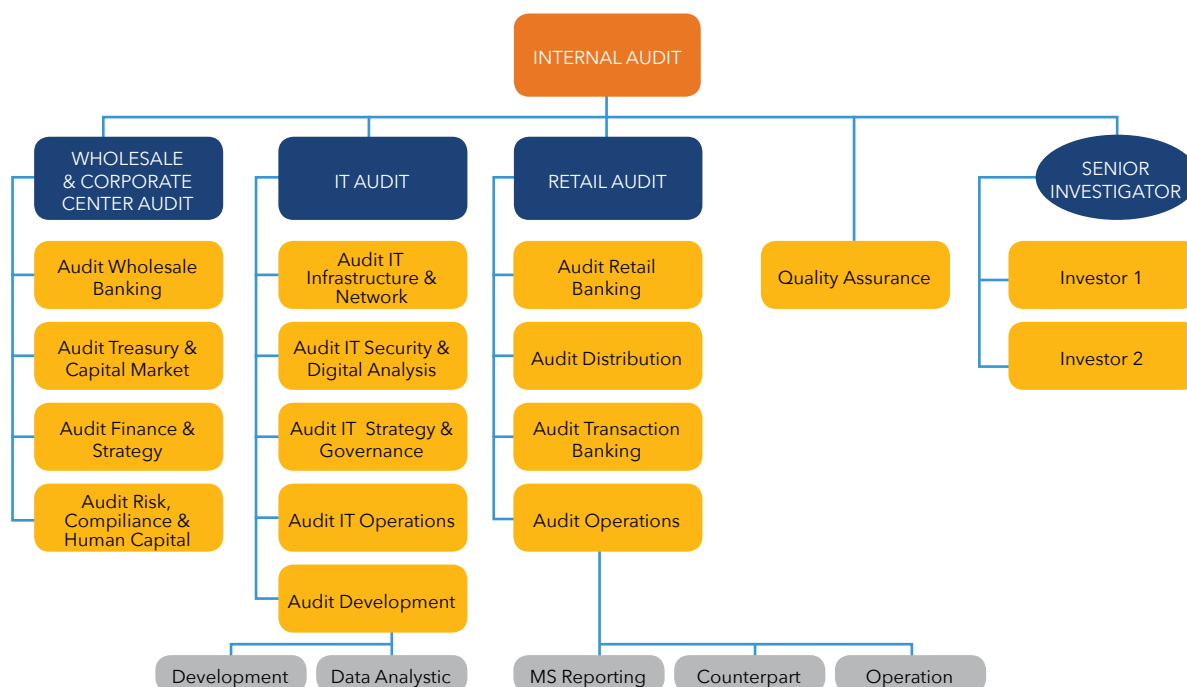 INTERNAL AUDIT
WHOLESALE
& CORPORATE
CENTER AUDIT
IT AUDIT
RETAIL AUDIT
SENIOR
INVESTIGATOR
Audit Wholesale
Banking
Audit IT
Infrastructure &
Network
Audit Retail
Banking
Quality Assurance
Investor 1
Audit Treasury &
Capital Market
Audit IT Security &
Digital Analysis
Audit Distribution
Investor 2
Audit Finance &
Strategy
Audit IT Strategy &
Governance
Audit Transaction
Banking
Audit Risk,
Compiliance &
Human Capital
Audit IT Operations
Audit Operations
Audit Development
Development
Data Analystic
MS Reporting
Counterpart
Operation